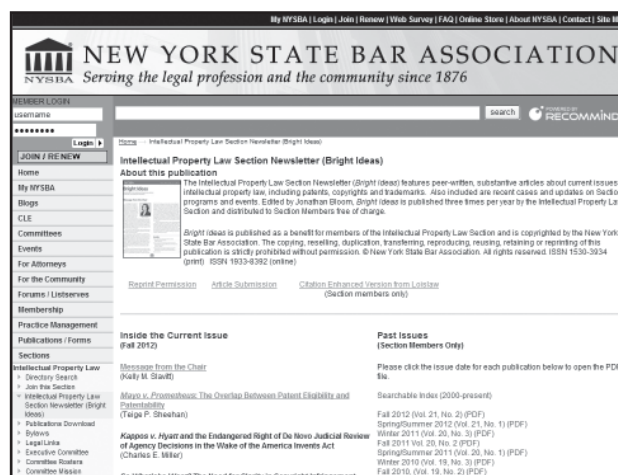 My NYSBA | Login | Join | Renew | Web Survey | FAQ | Online Store | About NYSBA | Contact | Site
NYSBA
NEW YORK STATE BAR ASSOCIATION
Serving the legal profession and the community since 1876
MEMBER LOGIN
username
Login
JOIN / RENEW
Home
My NYSBA
Blogs
CLE
Committees
Events
For Attorneys
For the Community
Forums / Listserves
Membership
Practice Management
Publications / Forms
Sections
Intellectual Property Law
Directory Search
Join this Section
Intellectual Property Law
Section Newsletter (Bright
Ideas)
Publications Download
Bylaws
Legal Links
Executive Committee
Committee Rosters
Committee Mission
search
POWERED BY
RECOMMIND
Home → Intellectual Property Law Section Newsletter (Bright Ideas)
Intellectual Property Law Section Newsletter (Bright Ideas)
About this publication
The Intellectual Property Law Section Newsletter (Bright Ideas) features peer-written, substantive articles about current issues
intellectual property law, including patents, copyrights and trademarks. Also included are recent cases and updates on Sectio
programs and events. Edited by Jonathan Bloom, Bright Ideas is published three times per year by the Intellectual Property La
Section and distributed to Section Members free of charge.
Bright Ideas is published as a benefit for members of the Intellectual Property Law Section and is copyrighted by the New York
State Bar Association. The copying, reselling, duplication, transferring, reproducing, reusing, retaining or reprinting of this
publication is strictly prohibited without permission. © New York State Bar Association. All rights reserved. ISSN 1530-3934
(print) ISSN 1933-8392 (online)
Reprint Permission Article Submission Citation Enhanced Version from Loislaw
(Section members only)
Inside the Current Issue
(Fall 2012)
Message from the Chair
(Kelly M. Slavitt)
Mayo v. Prometheus: The Overlap Between Patent Eligibility and
Patentability
(Teige P. Sheehan)
Kappos v. Hyatt and the Endangered Right of De Novo Judicial Review
of Agency Decisions in the Wake of the America Invents Act
(Charles E. Miller)
Past Issues
(Section Members Only)
Please click the issue date for each publication below to open the PDF
file.
Searchable Index (2000-present)
Fall 2012 (Vol. 21, No. 2) (PDF)
Spring/Summer 2012 (Vol. 21, No. 1) (PDF)
Winter 2011 (Vol. 20, No. 3) (PDF)
Fall 2011 Vol. 20, No. 2 (PDF)
Spring/Summer 2011 (Vol. 20, No. 1) (PDF)
Winter 2010 (Vol. 19, No. 3) (PDF)
Fall 2010, (Vol. 19, No. 2) (PDF)